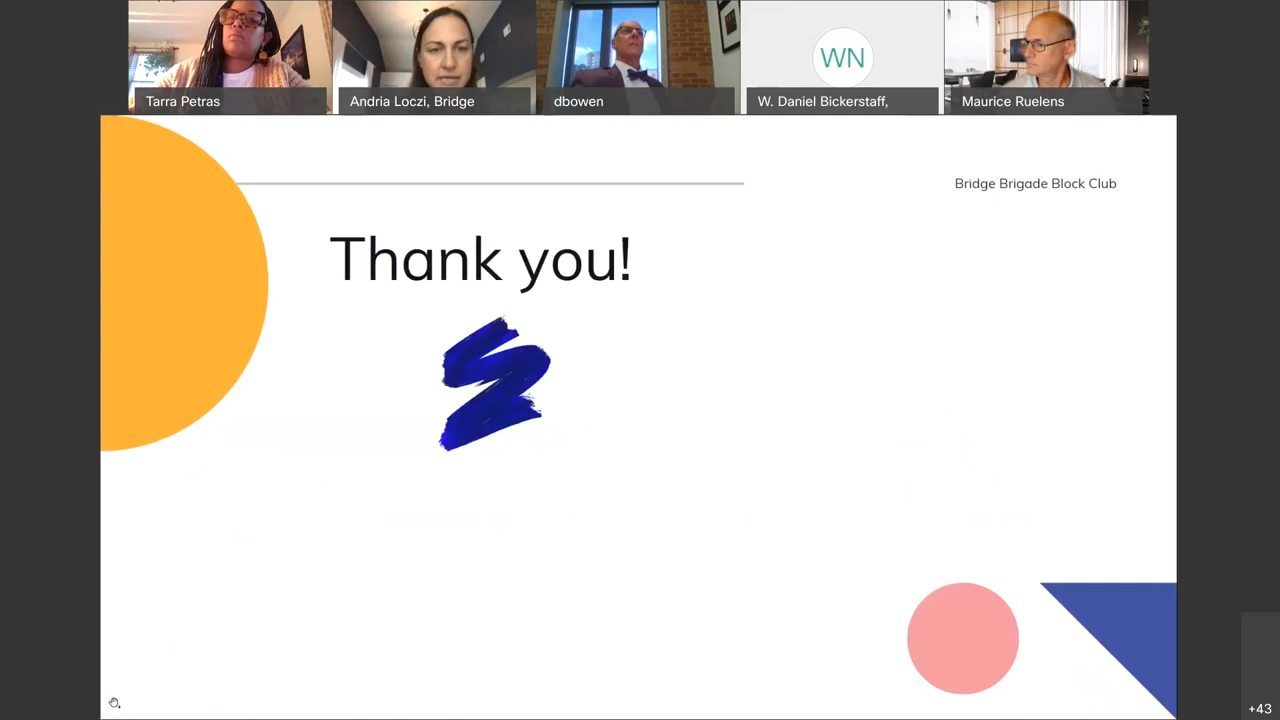 Tarra Petras
Andria Loczi, Bridge
dbowen
WN
W. Daniel Bickerstaff,
Maurice Ruelens
Bridge Brigade Block Club
Thank you!
+43